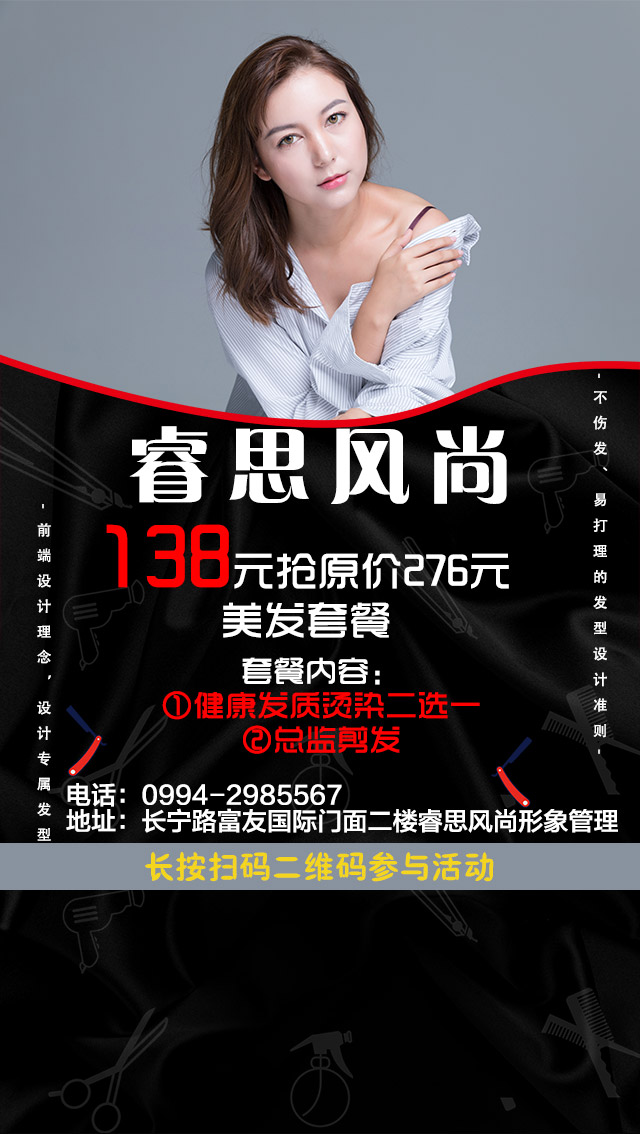 睿思风尚
138元抢原价276元
美发套餐
套餐内容：
①健康发质烫染二选一
②总监剪发
-不伤发、易打理的发型设计准则-
-前端设计理念，设计专属发型
电话：0994-2985567
地址：长宁路富友国际门面二楼睿思风尚形象管理
长按扫码二维码参与活动